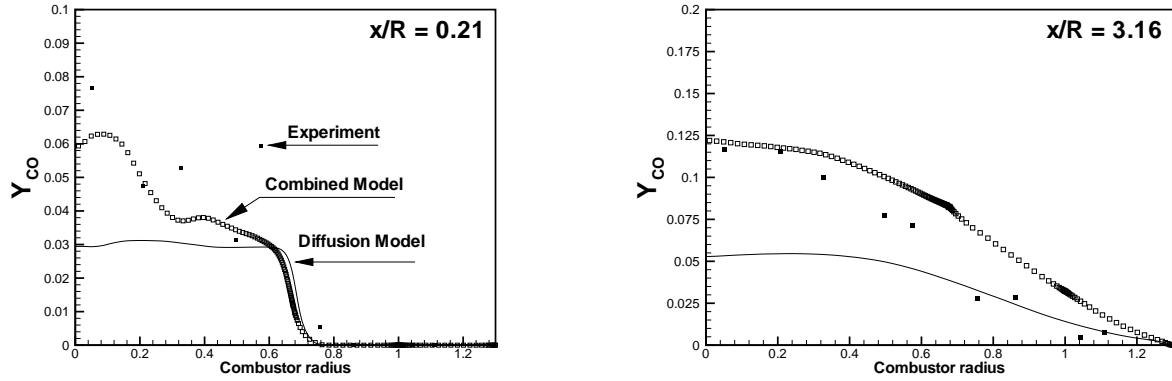 x/R = 0.21
Y_CO
0.1
0.09
0.08
0.07
0.06
0.05
0.04
0.03
0.02
0.01
0
Experiment
Combined Model
Diffusion Model
0 0.2 0.4 0.6 0.8 1 1.2
Combustor radius
x/R = 3.16
Y_CO
0.2
0.175
0.15
0.125
0.1
0.075
0.05
0.025
0
0 0.2 0.4 0.6 0.8 1 1.2
Combustor radius